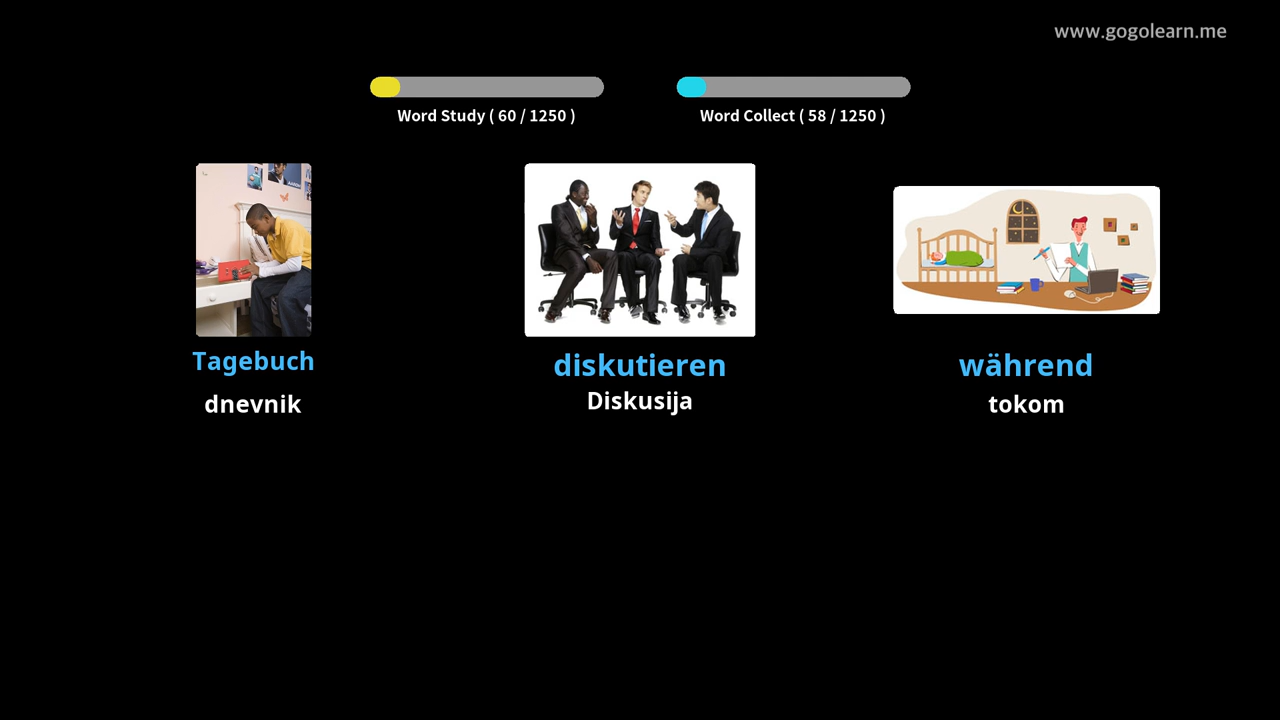 www.gogolearn.me
Word Study ( 60 / 1250 )
Word Collect ( 58 / 1250 )
Tagebuch
dnevnik
diskutieren
Diskusija
während
tokom